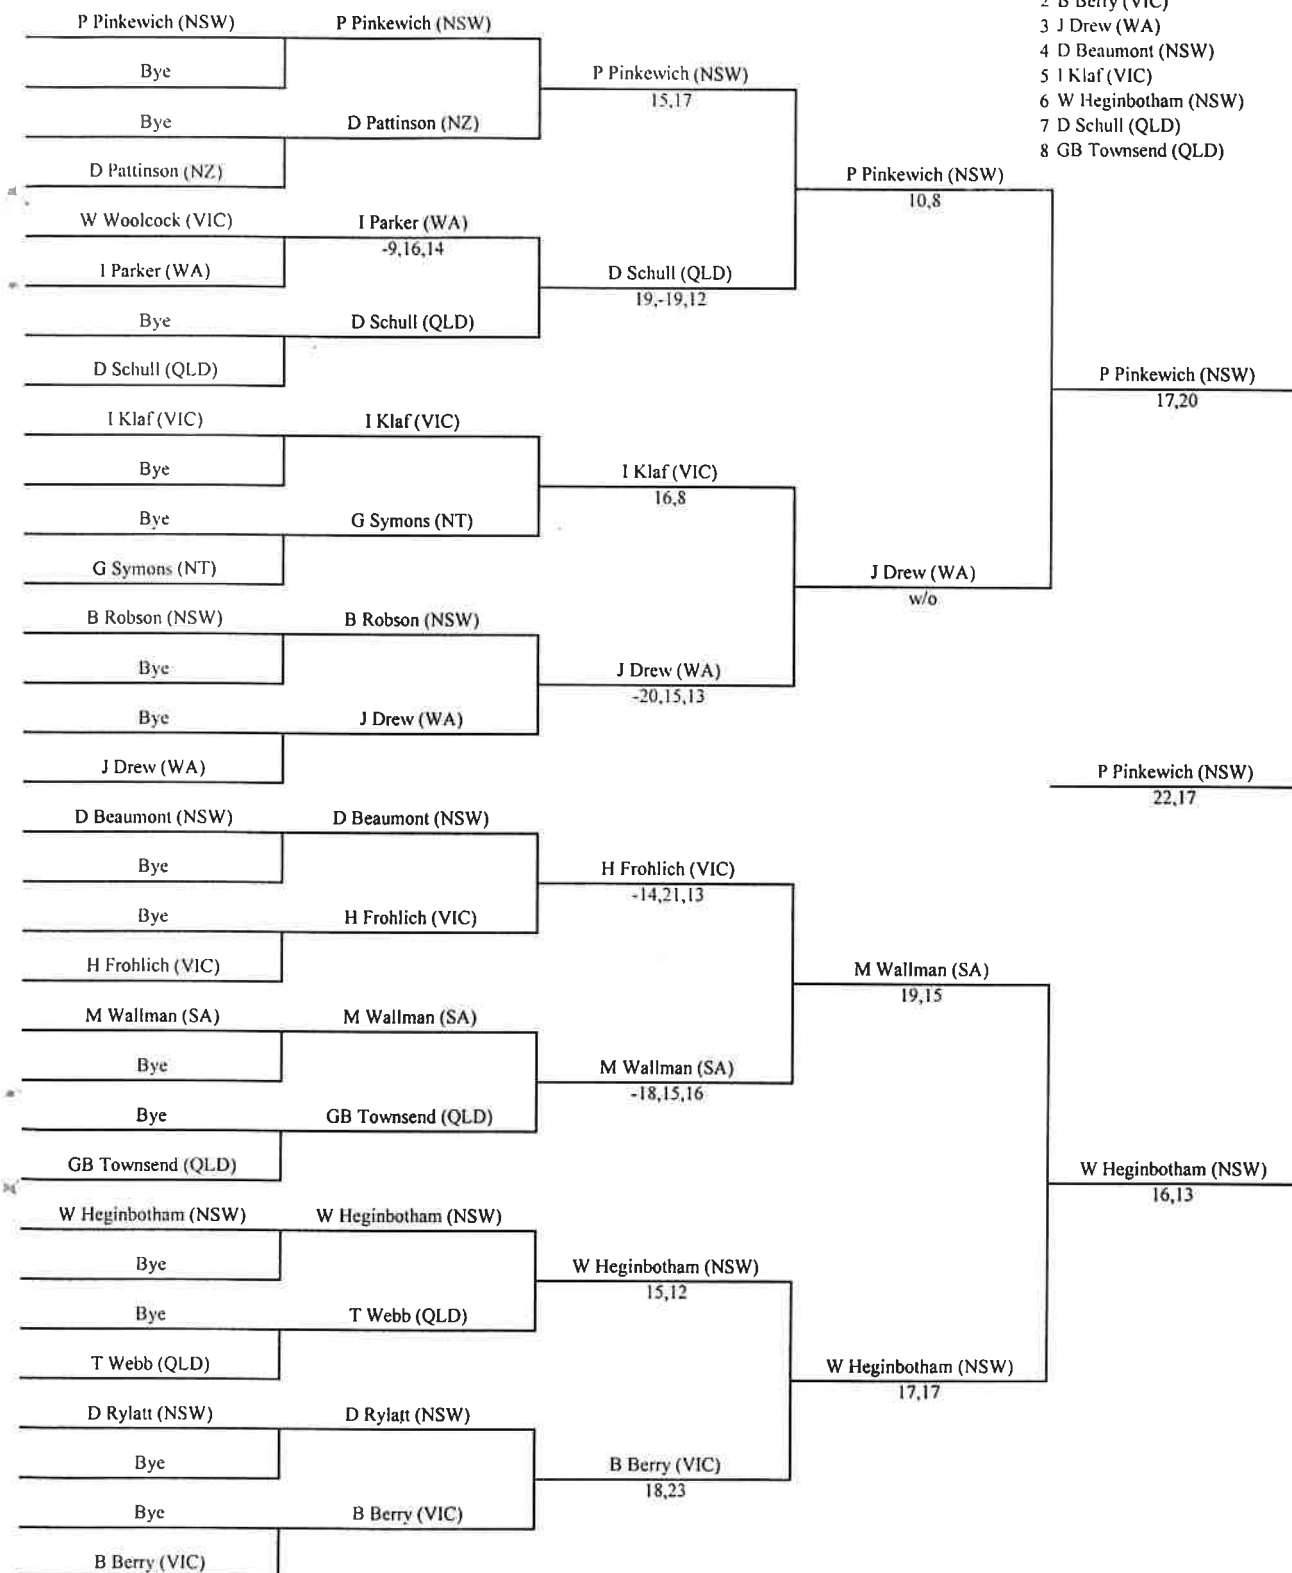 P Pinkewich (NSW)
Bye
Bye
D Pattinson (NZ)
W Woolcock (VIC)
I Parker (WA)
Bye
D Schull (QLD)
I Klaf (VIC)
Bye
Bye
G Symons (NT)
B Robson (NSW)
Bye
Bye
J Drew (WA)
D Beaumont (NSW)
Bye
Bye
H Frohlich (VIC)
M Wallman (SA)
Bye
Bye
GB Townsend (QLD)
W Heginbotham (NSW)
Bye
Bye
T Webb (QLD)
D Rylatt (NSW)
Bye
Bye
B Berry (VIC)
P Pinkewich (NSW)
D Pattinson (NZ)
I Parker (WA)
-9,16,14
D Schull (QLD)
I Klaf (VIC)
G Symons (NT)
B Robson (NSW)
J Drew (WA)
D Beaumont (NSW)
H Frohlich (VIC)
M Wallman (SA)
GB Townsend (QLD)
W Heginbotham (NSW)
T Webb (QLD)
D Rylatt (NSW)
B Berry (VIC)
P Pinkewich (NSW)
15,17
D Schull (QLD)
19,-19,12
I Klaf (VIC)
16,8
J Drew (WA)
-20,15,13
H Frohlich (VIC)
-14,21,13
M Wallman (SA)
-18,15,16
W Heginbotham (NSW)
15,12
B Berry (VIC)
18,23
P Pinkewich (NSW)
10,8
J Drew (WA)
w/o
M Wallman (SA)
19,15
W Heginbotham (NSW)
17,17
2 B Berry (VIC)
3 J Drew (WA)
4 D Beaumont (NSW)
5 I Klaf (VIC)
6 W Heginbotham (NSW)
7 D Schull (QLD)
8 GB Townsend (QLD)
P Pinkewich (NSW)
17,20
P Pinkewich (NSW)
22,17
W Heginbotham (NSW)
16,13